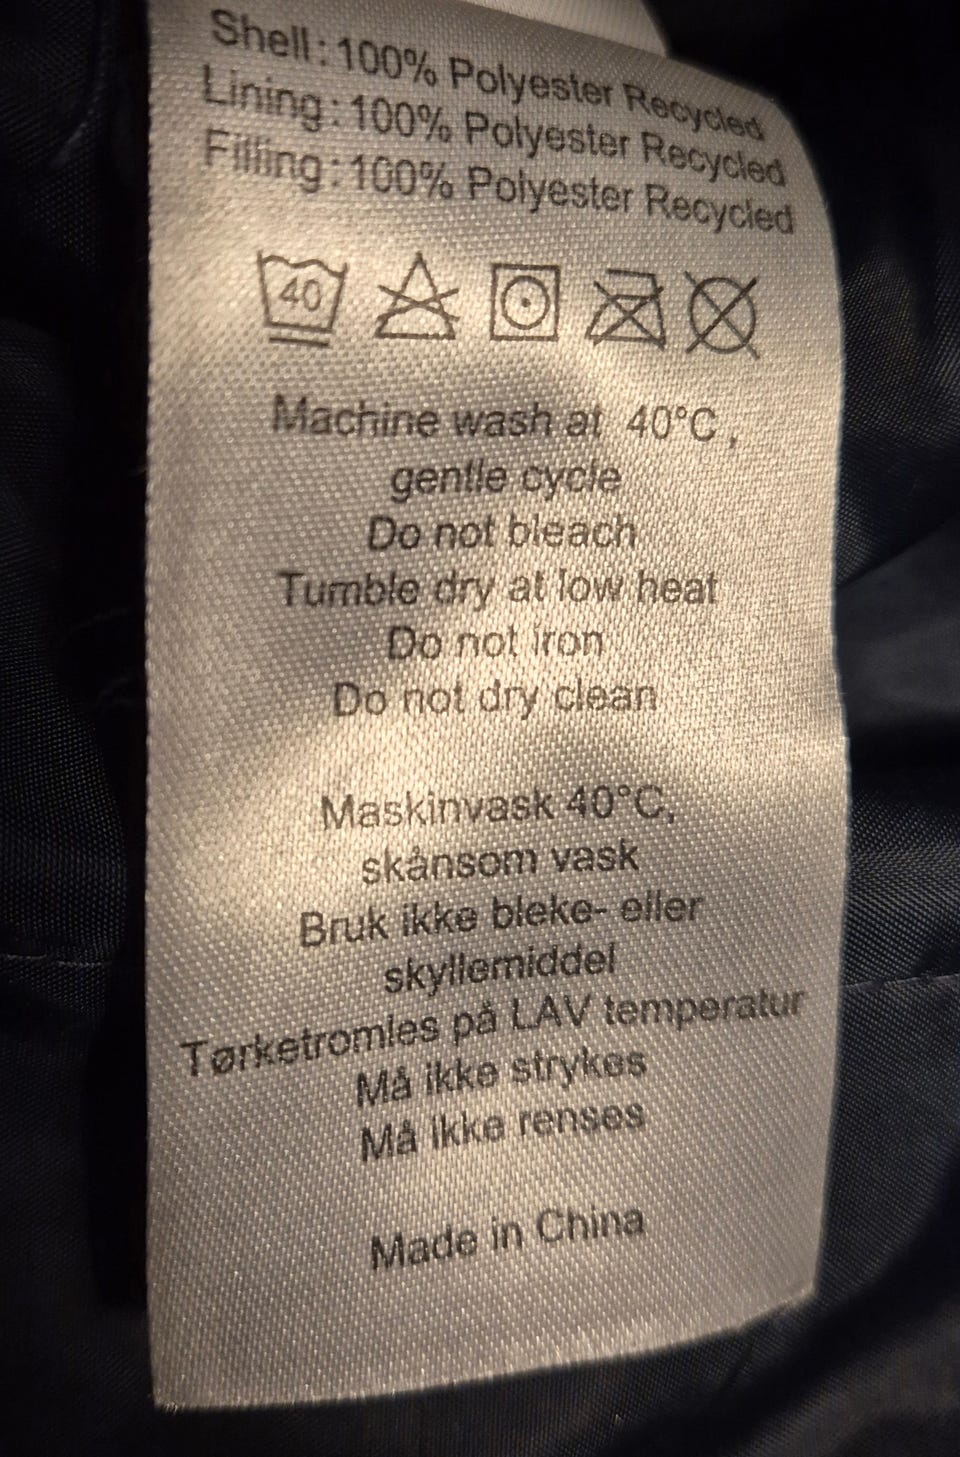 Shell: 100% Polyester Recycled
Lining: 100% Polyester Recycled
Filling: 100% Polyester Recycled
40
Machine wash at 40°C,
gentle cycle
Do not bleach
Tumble dry at low heat
Do not iron
Do not dry clean
Maskinvask 40°C,
skånsom vask
Bruk ikke bleke- eller
skyllemiddel
Tørketromles på LAV temperatur
Må ikke strykes
Må ikke renses
Made in China